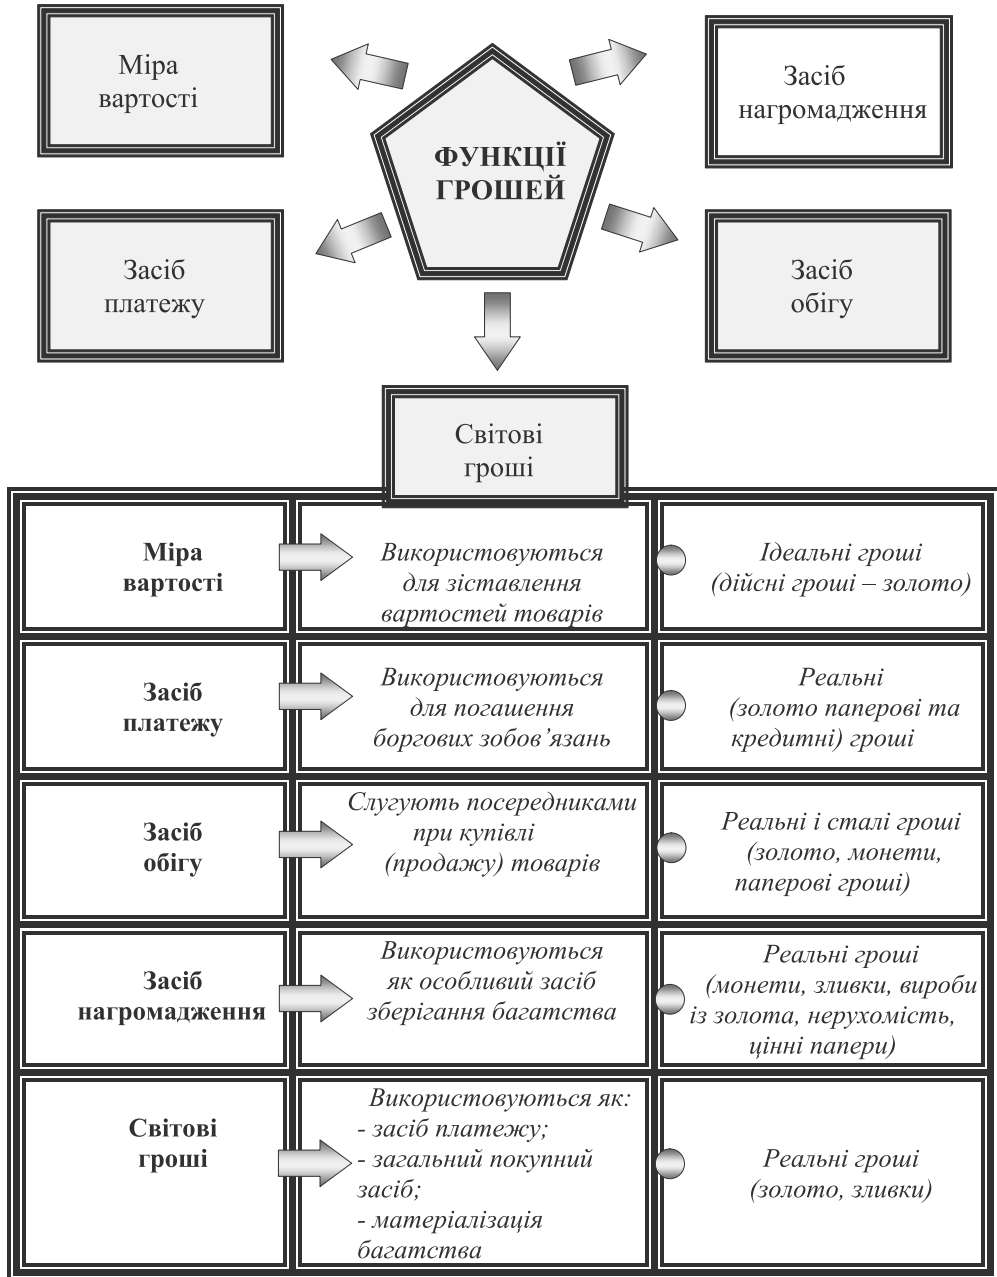 Міра
вартості
ФУНКЦІЇ
ГРОШЕЙ
Засіб
нагромадження
Засіб
платежу
Засіб
обігу
Світові
гроші
Міра
вартості
Використовуються
для зіставлення
вартостей товарів
Ідеальні гроші
(дійсні гроші – золото)
Засіб
платежу
Використовуються
для погашення
боргових зобов’язань
Реальні
(золото паперові та
кредитні) гроші
Засіб
обігу
Слугують посередниками
при купівлі
(продажу) товарів
Реальні і сталі гроші
(золото, монети,
паперові гроші)
Засіб
нагромадження
Використовуються
як особливий засіб
зберігання багатства
Реальні гроші
(монети, зливки, вироби
із золота, нерухомість,
цінні папери)
Світові
гроші
Використовуються як:
- засіб платежу;
- загальний покупний
засіб;
- матеріалізація
багатства
Реальні гроші
(золото, зливки)